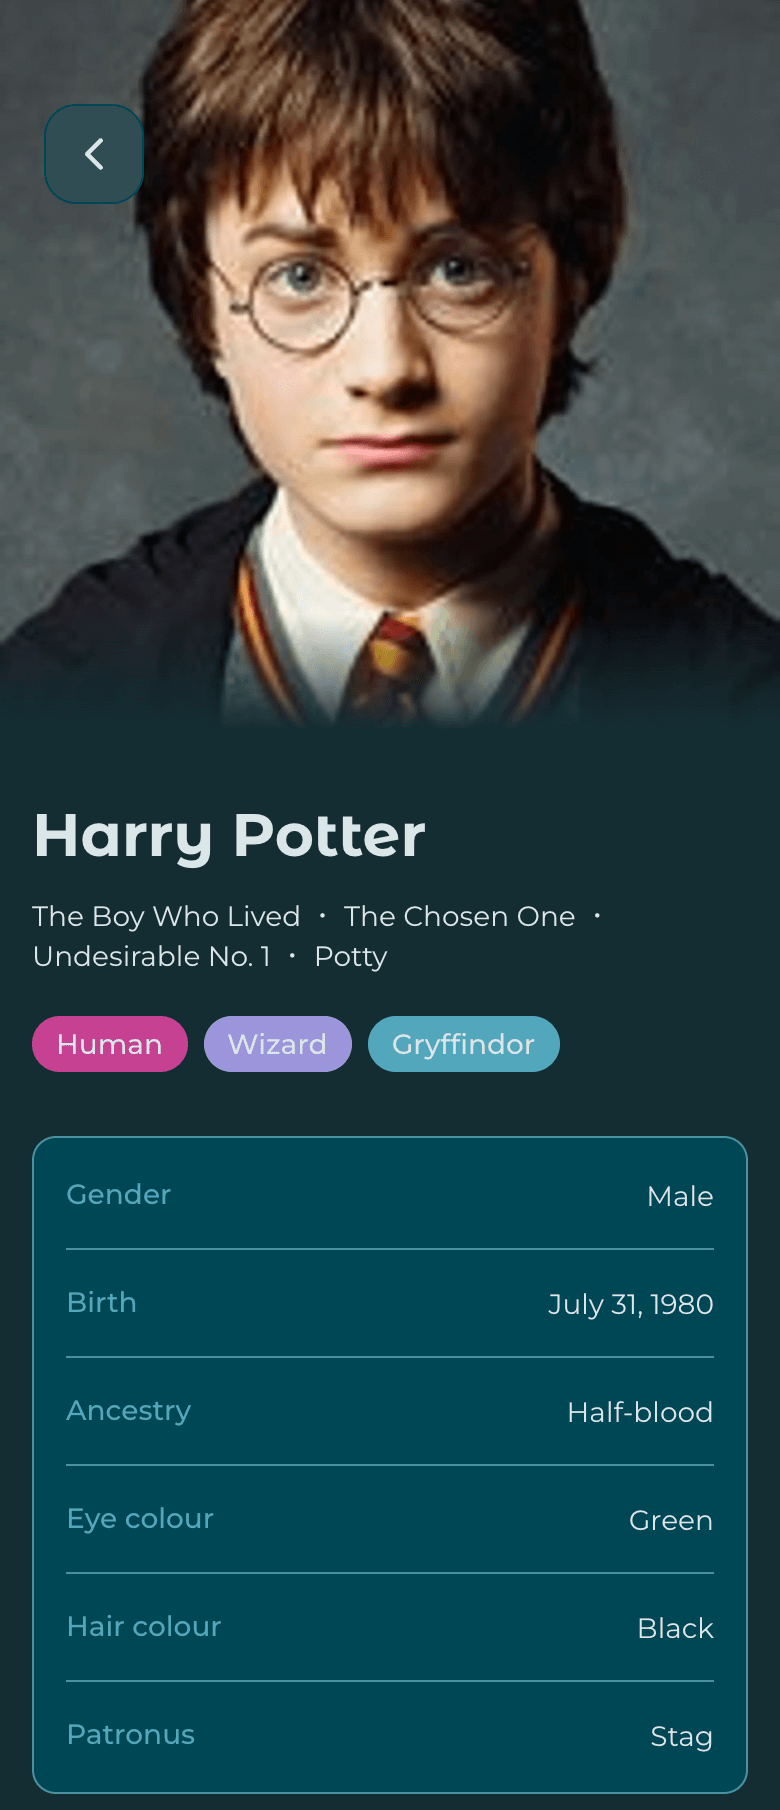 Harry Potter
The Boy Who Lived • The Chosen One •
Undesirable No. 1 • Potty
Human Wizard Gryffindor
Gender Male
Birth July 31, 1980
Ancestry Half-blood
Eye colour Green
Hair colour Black
Patronus Stag